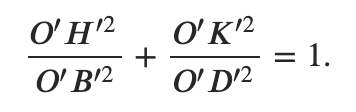 O′H′²/O′B′² + O′K′²/O′D′² = 1.